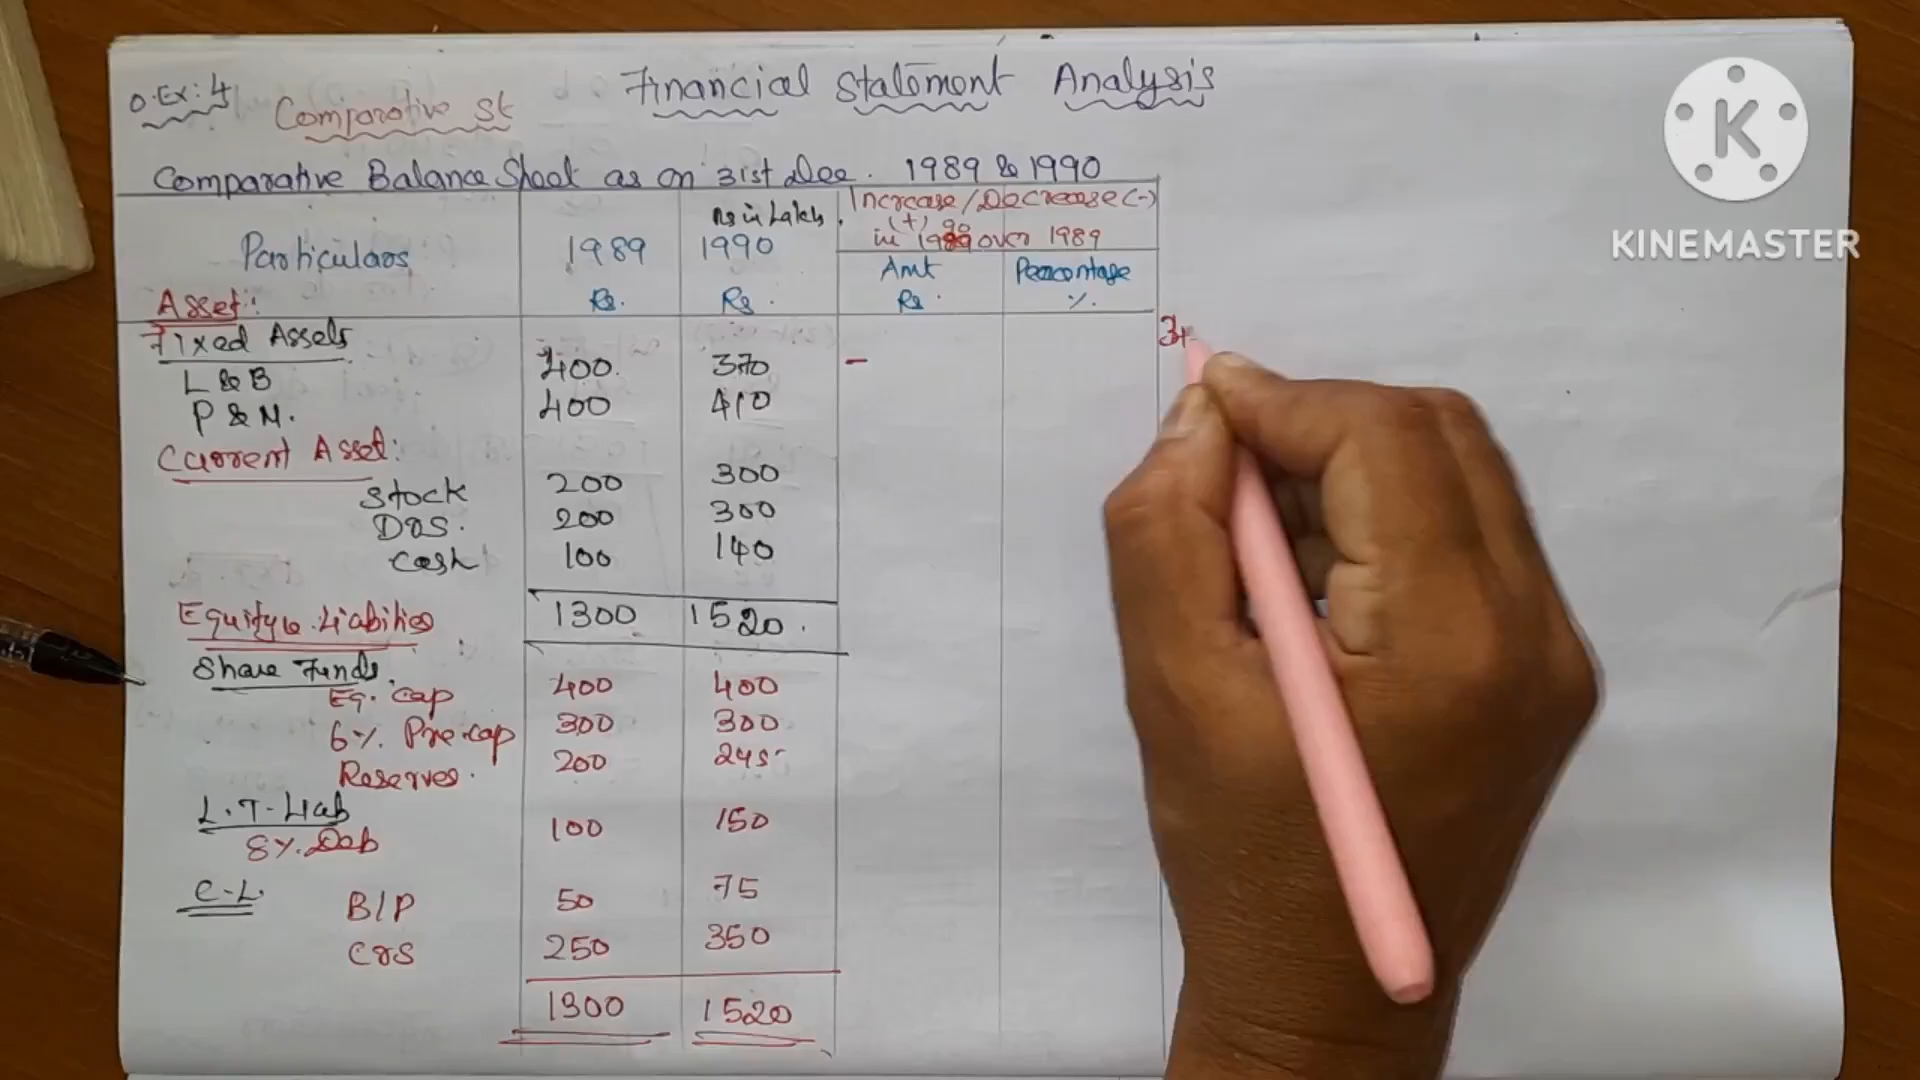 O.Ex:4
Financial Statement Analysis
Comparative St
Comparative Balance Sheet as on 31st Dec. 1989 & 1990
Particulars 1989 Rs. Rs in Lakhs. 1990 Rs. Increase/Decrease(-)
(+) in 1990 over 1989
Amt Rs. Percentage %.
Asset:
Fixed Assets
L & B 400. 370 - 37
P & M. 400 410
Current Asset:
Stock 200 300
Drs. 200 300
Cash 100 140
1300 1520.
Equity & Liabilities
Share Funds.
Eq. cap 400 400
6%. Pre.cap 300 300
Reserves. 200 245
L.T-Liab
8%.Deb 100 150
C-L.
B/P 50 75
Crs 250 350
1300 1520
K
KINEMASTER